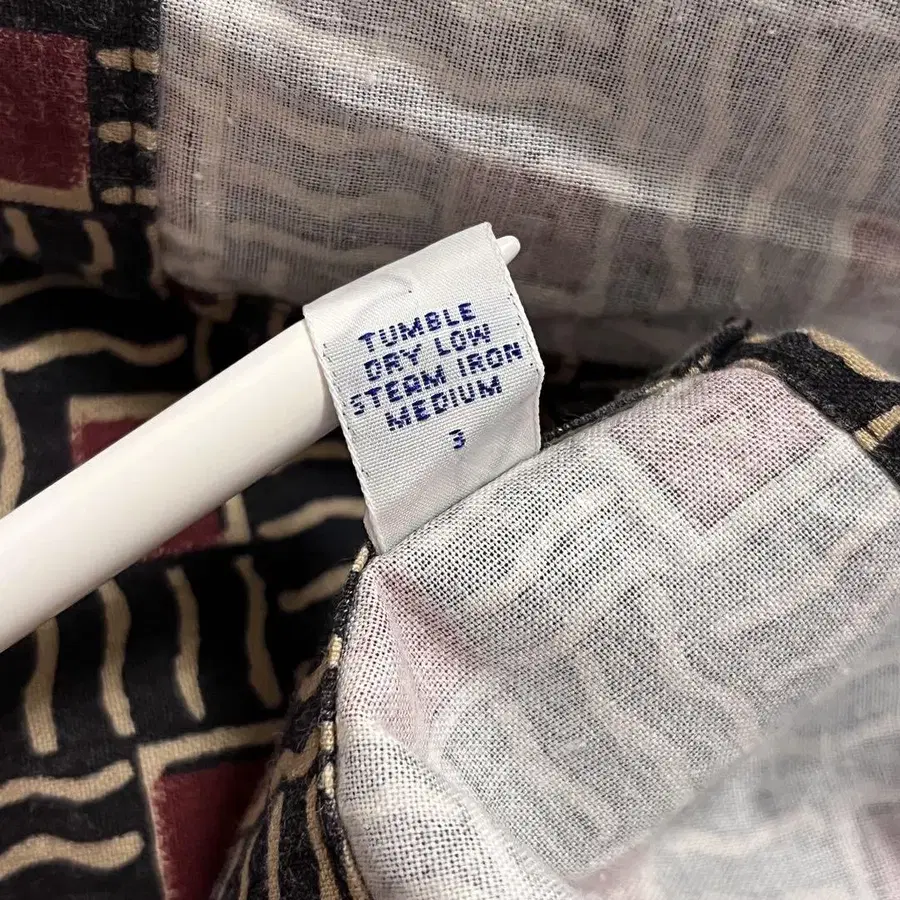 TUMBLE
DRY LOW
STEAM IRON
MEDIUM
3